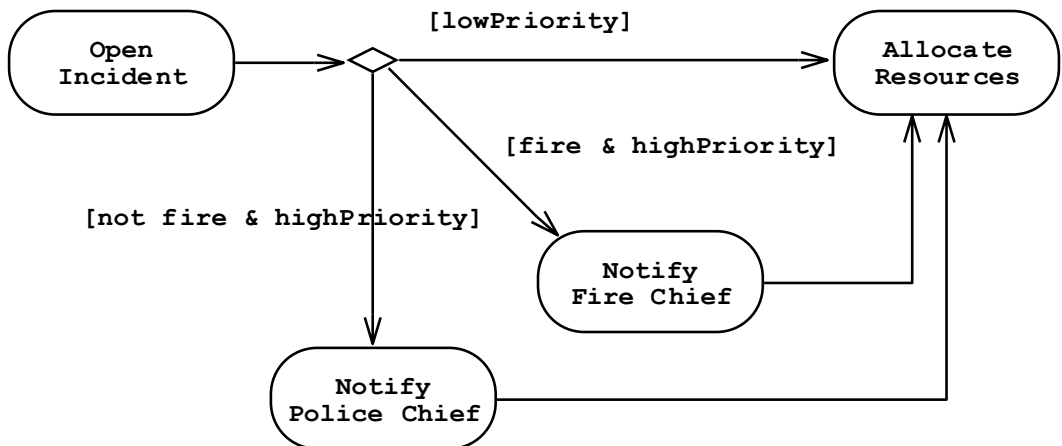 [lowPriority]
Open
Incident
Allocate
Resources
[fire & highPriority]
[not fire & highPriority]
Notify
Fire Chief
Notify
Police Chief